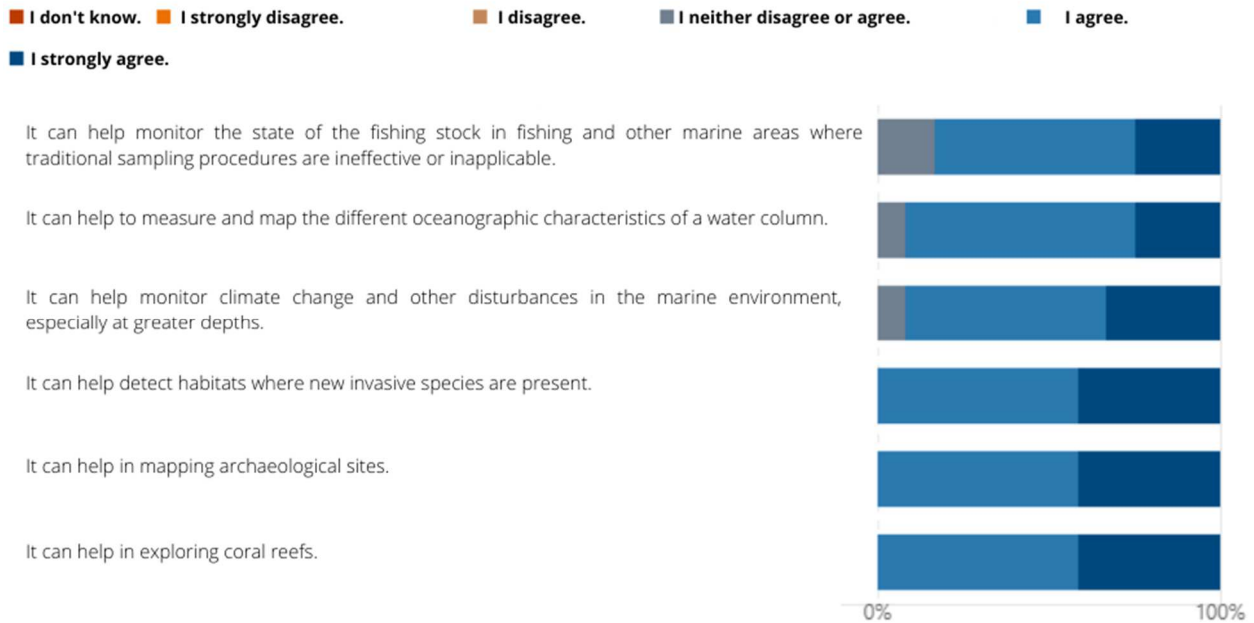 I don't know. I strongly disagree. I disagree. I neither disagree or agree. I agree.
I strongly agree.
It can help monitor the state of the fishing stock in fishing and other marine areas where
traditional sampling procedures are ineffective or inapplicable.
It can help to measure and map the different oceanographic characteristics of a water column.
It can help monitor climate change and other disturbances in the marine environment,
especially at greater depths.
It can help detect habitats where new invasive species are present.
It can help in mapping archaeological sites.
It can help in exploring coral reefs.
0% 100%